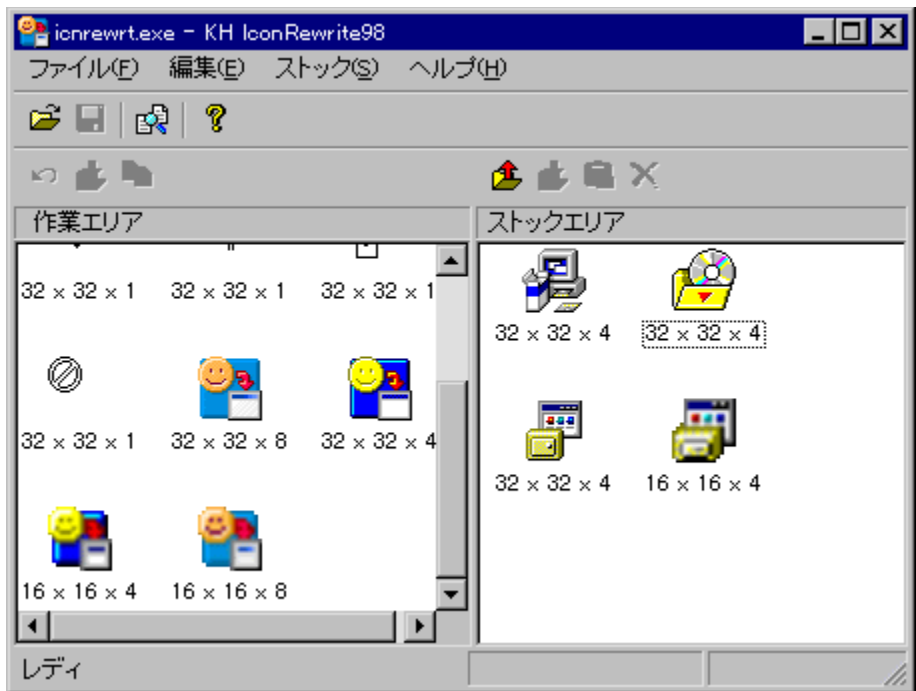 icnrewrt.exe - KH IconRewrite98
ファイル(F) 編集(E) ストック(S) ヘルプ(H)
作業エリア
32 × 32 × 1 32 × 32 × 1 32 × 32 × 1
32 × 32 × 1 32 × 32 × 8 32 × 32 × 4
16 × 16 × 4 16 × 16 × 8
ストックエリア
32 × 32 × 4 32 × 32 × 4
32 × 32 × 4 16 × 16 × 4
レディ